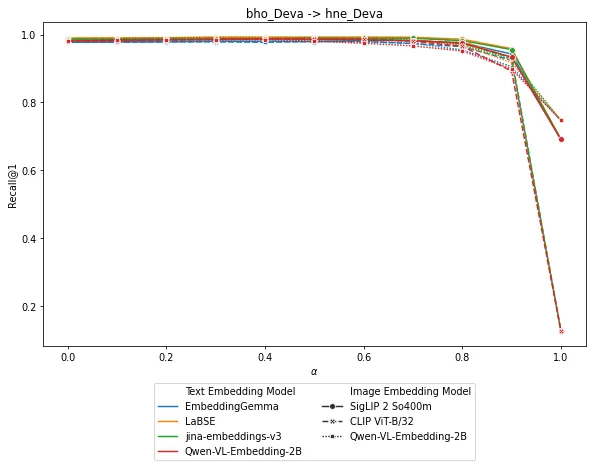 bho_Deva -> hne_Deva
Recall@1
1.0
0.8
0.6
0.4
0.2
0.0 0.2 0.4 0.6 0.8 1.0
α
Text Embedding Model Image Embedding Model
EmbeddingGemma SigLIP 2 So400m
LaBSE CLIP ViT-B/32
jina-embeddings-v3 Qwen-VL-Embedding-2B
Qwen-VL-Embedding-2B